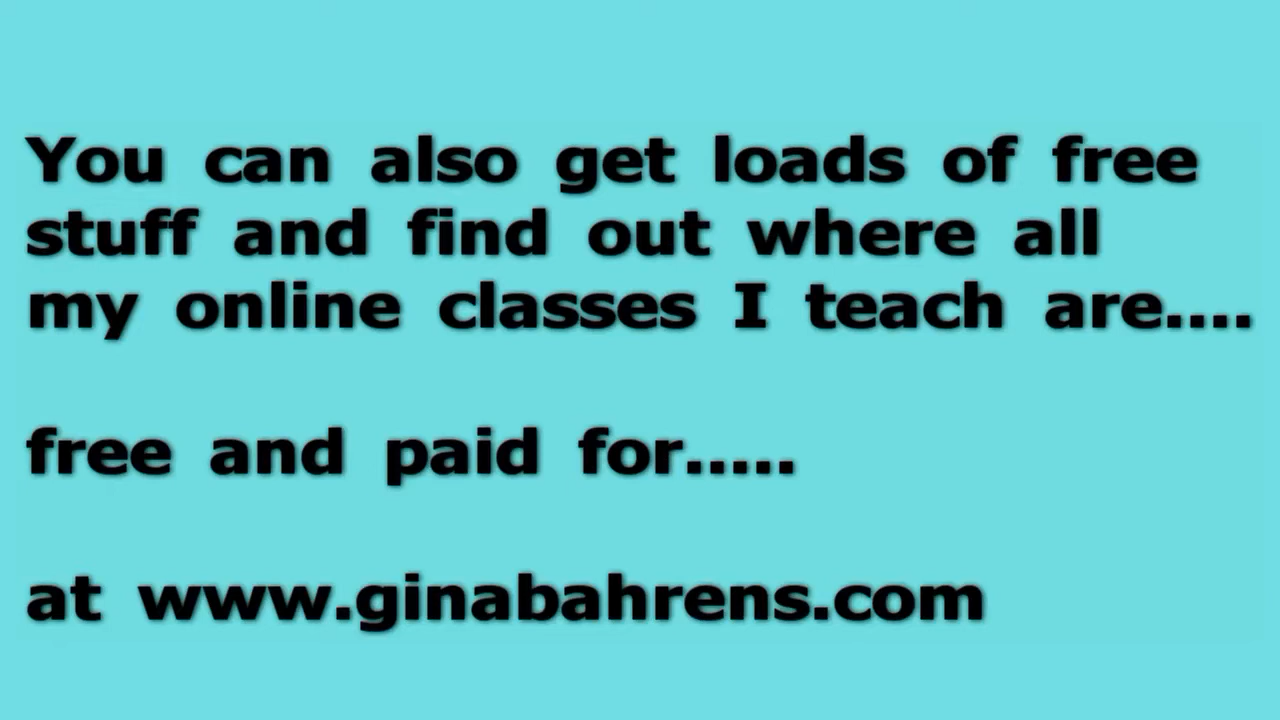 You can also get loads of free
stuff and find out where all
my online classes I teach are....
free and paid for.....
at www.ginabahrens.com